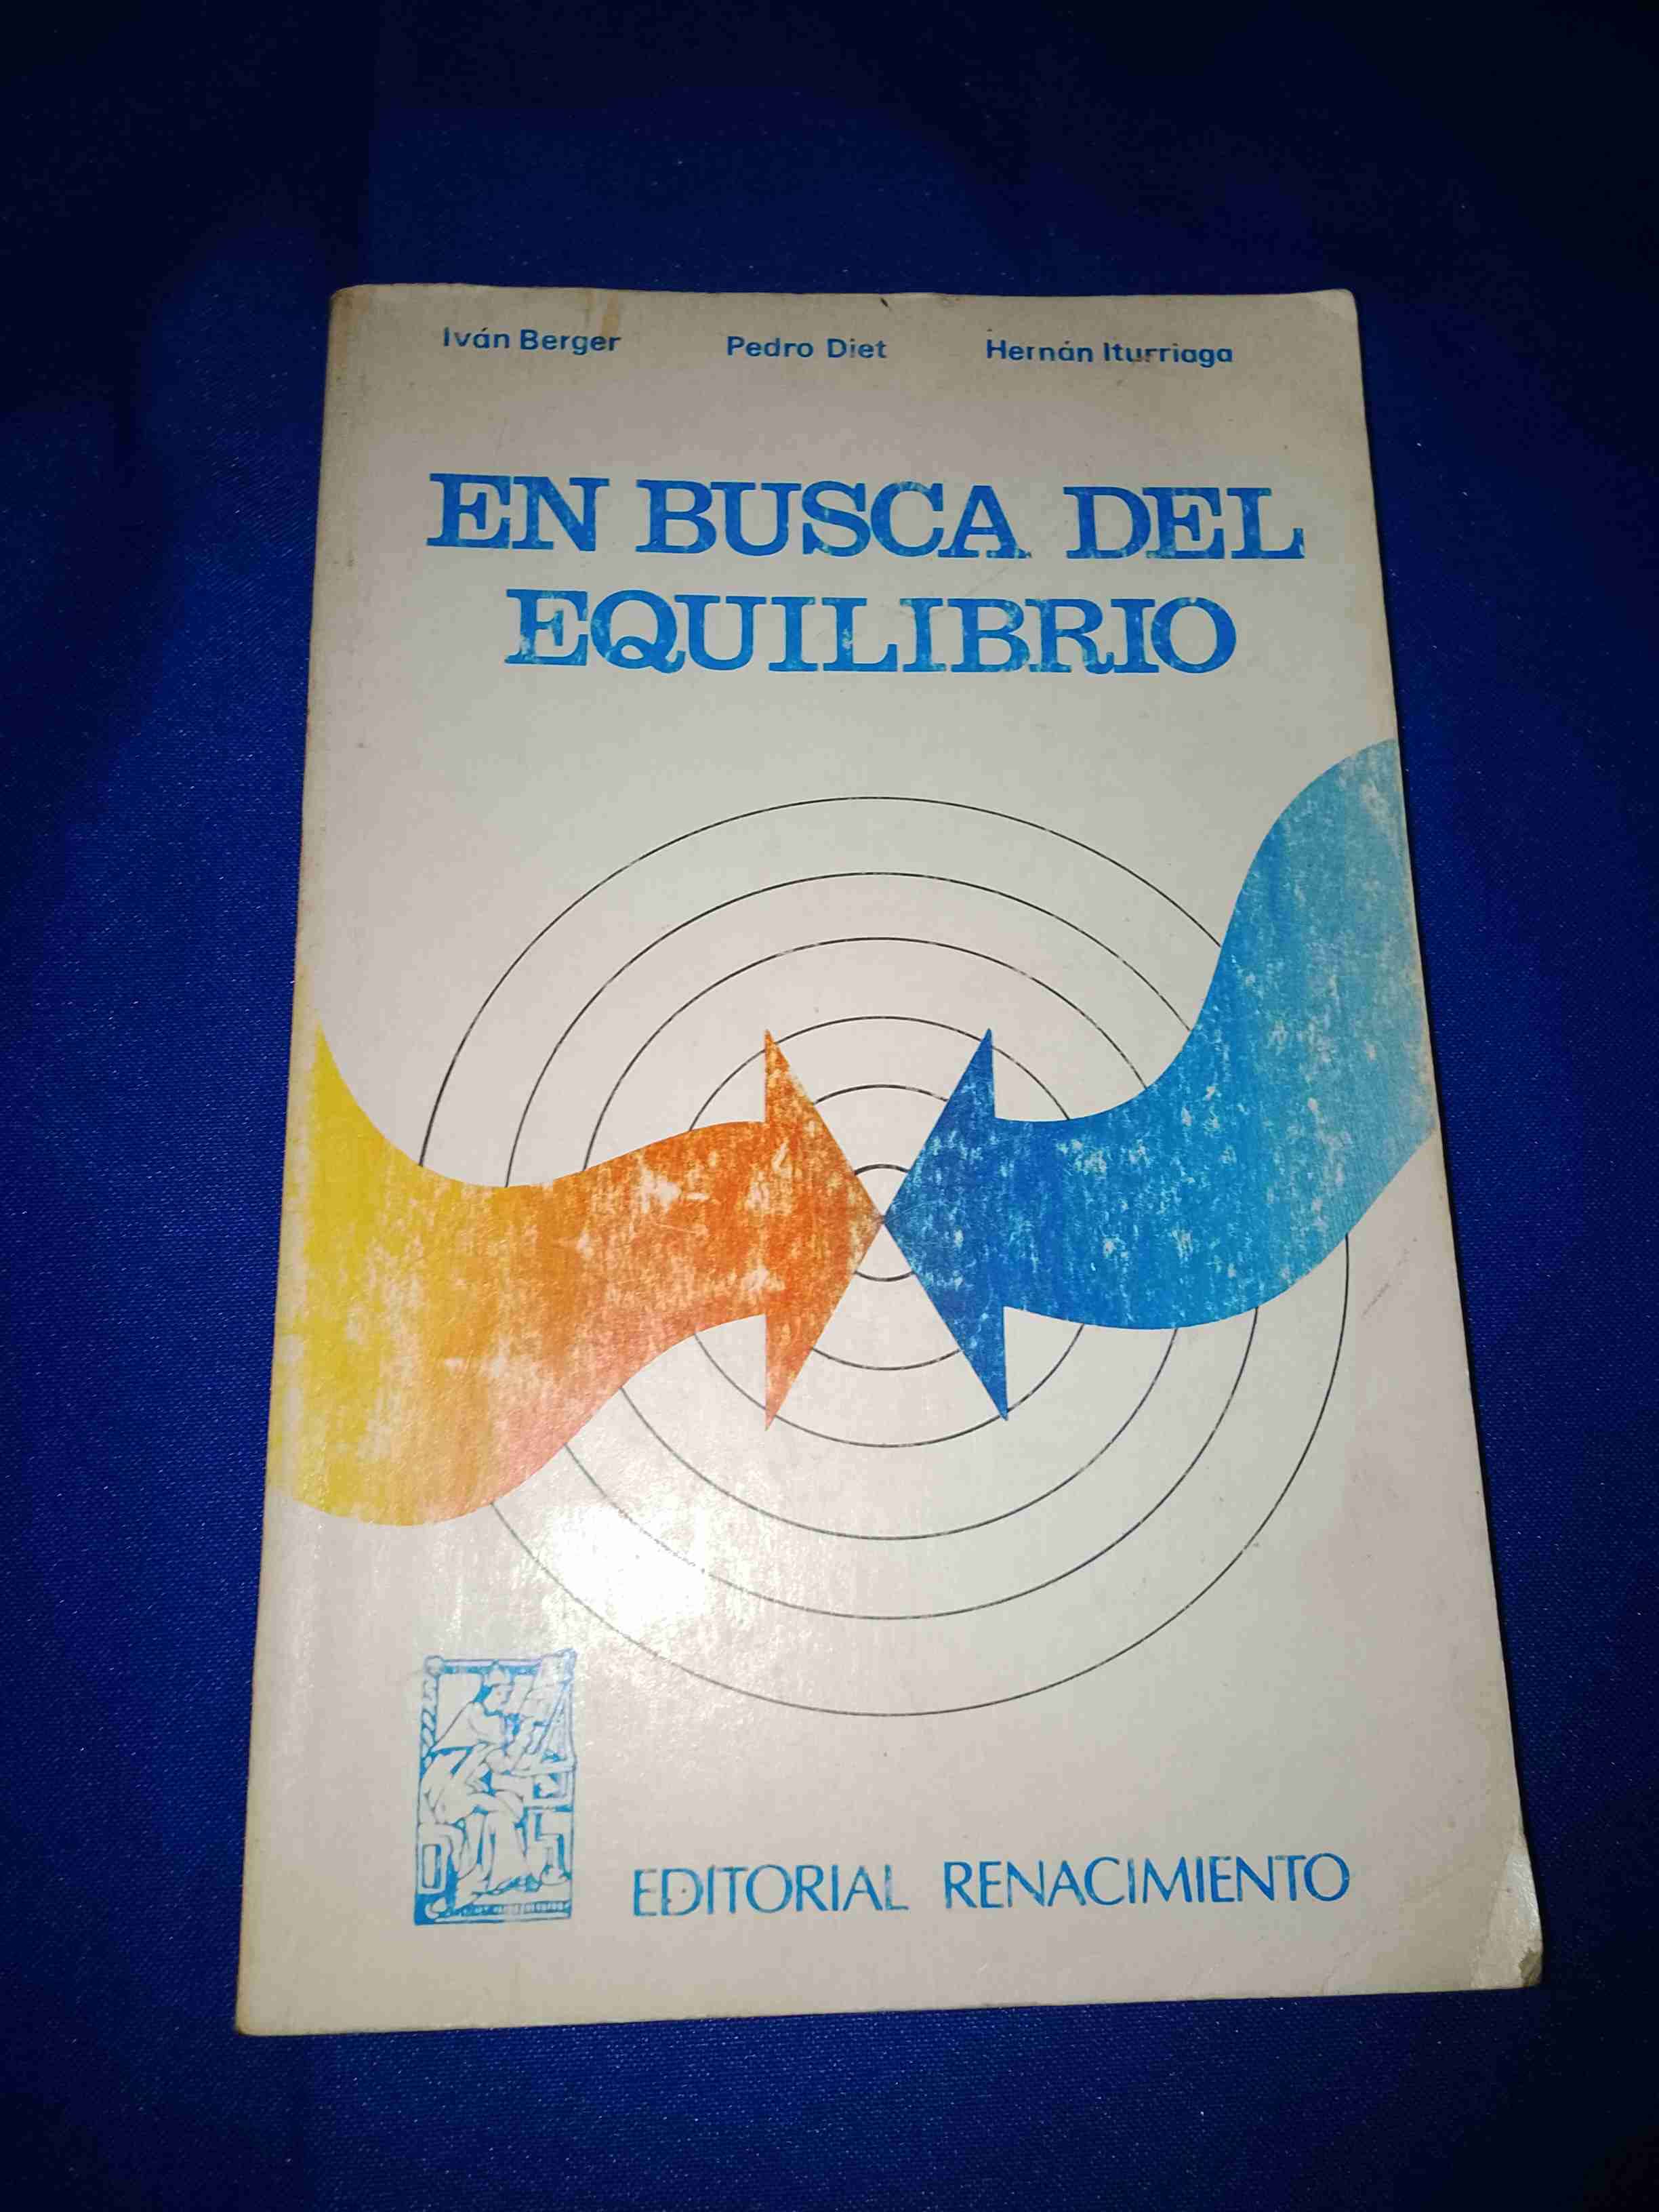 Iván Berger Pedro Diet Hernán Iturriaga
EN BUSCA DEL
EQUILIBRIO
EDITORIAL RENACIMIENTO